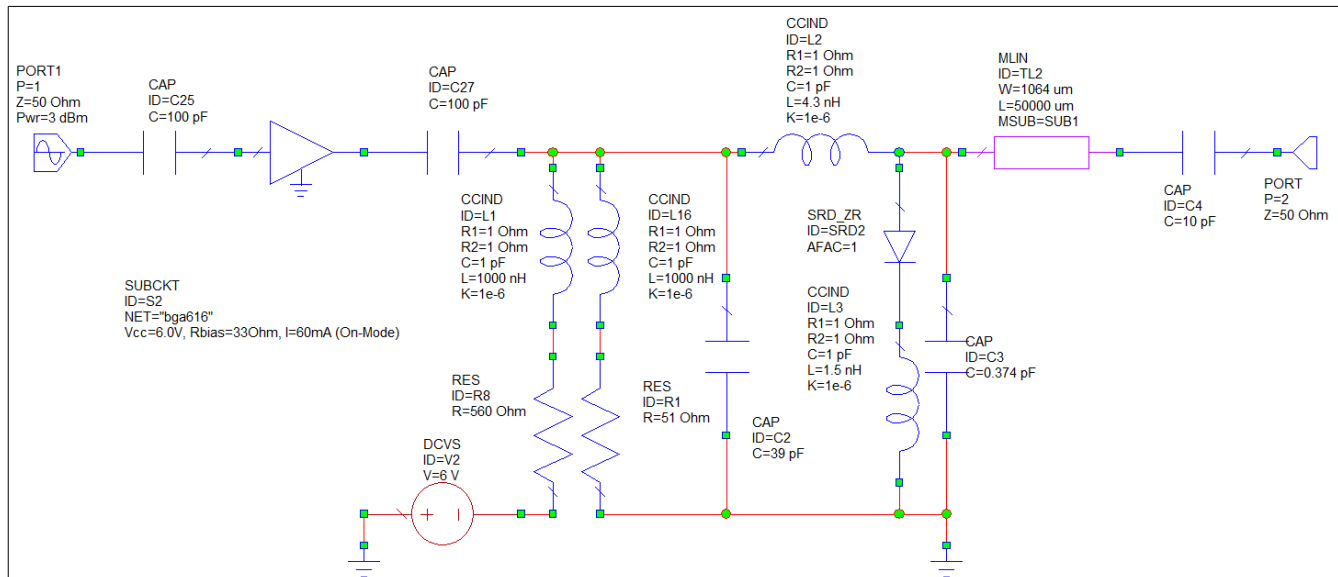 PORT1
P=1
Z=50 Ohm
Pwr=3 dBm
CAP
ID=C25
C=100 pF
CAP
ID=C27
C=100 pF
CCIND
ID=L2
R1=1 Ohm
R2=1 Ohm
C=1 pF
L=4.3 nH
K=1e-6
MLIN
ID=TL2
W=1064 um
L=50000 um
MSUB=SUB1
CAP
ID=C4
C=10 pF
PORT
P=2
Z=50 Ohm
CCIND
ID=L1
R1=1 Ohm
R2=1 Ohm
C=1 pF
L=1000 nH
K=1e-6
CCIND
ID=L16
R1=1 Ohm
R2=1 Ohm
C=1 pF
L=1000 nH
K=1e-6
SRD_ZR
ID=SRD2
AFAC=1
SUBCKT
ID=S2
NET="bga616"
Vcc=6.0V, Rbias=33Ohm, I=60mA (On-Mode)
CCIND
ID=L3
R1=1 Ohm
R2=1 Ohm
C=1 pF
L=1.5 nH
K=1e-6
CAP
ID=C3
C=0.374 pF
RES
ID=R8
R=560 Ohm
RES
ID=R1
R=51 Ohm
CAP
ID=C2
C=39 pF
DCVS
ID=V2
V=6 V